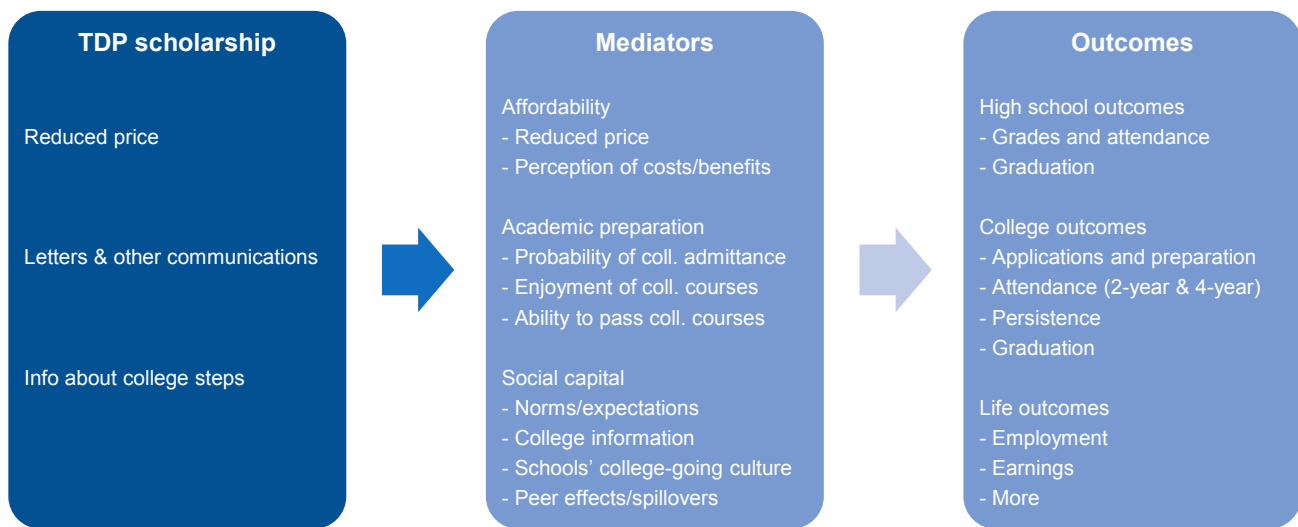 TDP scholarship
Reduced price
Letters & other communications
Info about college steps
Mediators
Affordability
- Reduced price
- Perception of costs/benefits
Academic preparation
- Probability of coll. admittance
- Enjoyment of coll. courses
- Ability to pass coll. courses
Social capital
- Norms/expectations
- College information
- Schools’ college-going culture
- Peer effects/spillovers
Outcomes
High school outcomes
- Grades and attendance
- Graduation
College outcomes
- Applications and preparation
- Attendance (2-year & 4-year)
- Persistence
- Graduation
Life outcomes
- Employment
- Earnings
- More